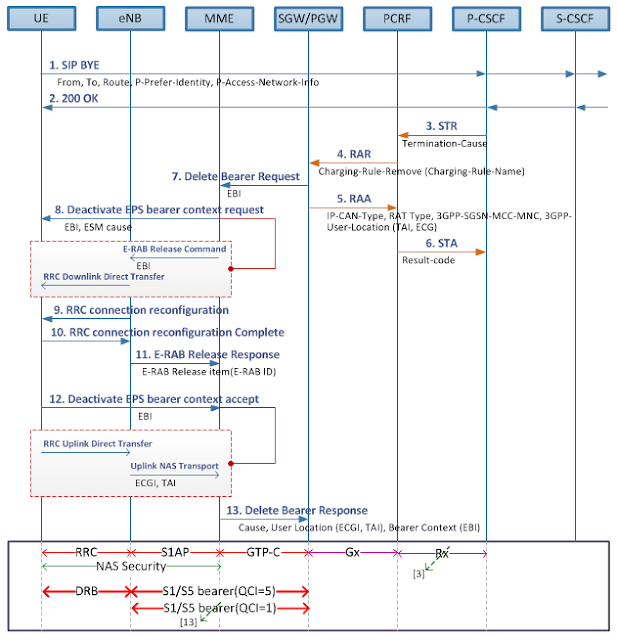 UE eNB MME SGW/PGW PCRF P-CSCF S-CSCF
1. SIP BYE
From, To, Route, P-Prefer-Identity, P-Access-Network-Info
2. 200 OK
3. STR
Termination-Cause
4. RAR
Charging-Rule-Remove (Charging-Rule-Name)
7. Delete Bearer Request
EBI
5. RAA
IP-CAN-Type, RAT Type, 3GPP-SGSN-MCC-MNC, 3GPP-
User-Location (TAI, ECG)
8. Deactivate EPS bearer context request
EBI, ESM cause
6. STA
Result-code
E-RAB Release Command
EBI
RRC Downlink Direct Transfer
9. RRC connection reconfiguration
10. RRC connection reconfiguration Complete
11. E-RAB Release Response
E-RAB Release item(E-RAB ID)
12. Deactivate EPS bearer context accept
EBI
RRC Uplink Direct Transfer
Uplink NAS Transport
ECGI, TAI
13. Delete Bearer Response
Cause, User Location (ECGI, TAI), Bearer Context (EBI)
RRC S1AP GTP-C Gx Rx
NAS Security
[3]
DRB S1/S5 bearer(QCI=5)
S1/S5 bearer(QCI=1)
[13]